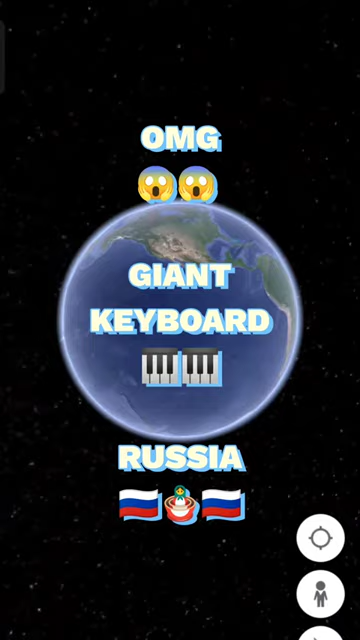 OMG
😱😱
GIANT
KEYBOARD
🎹🎹
RUSSIA
🇷🇺🪆🇷🇺